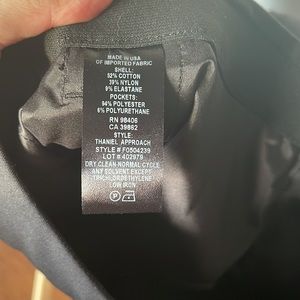 MADE IN USA
OF IMPORTED FABRIC
SHELL:
52% COTTON
39% NYLON
9% ELASTANE
POCKETS:
94% POLYESTER
6% POLYURETHANE
RN 98406
CA 39862
STYLE:
THANIEL APPROACH
STYLE # F0504239
LOT # 402979
DRY CLEAN-NORMAL CYCLE
ANY SOLVENT EXCEPT
TRICHLOROETHYLENE
LOW IRON
P